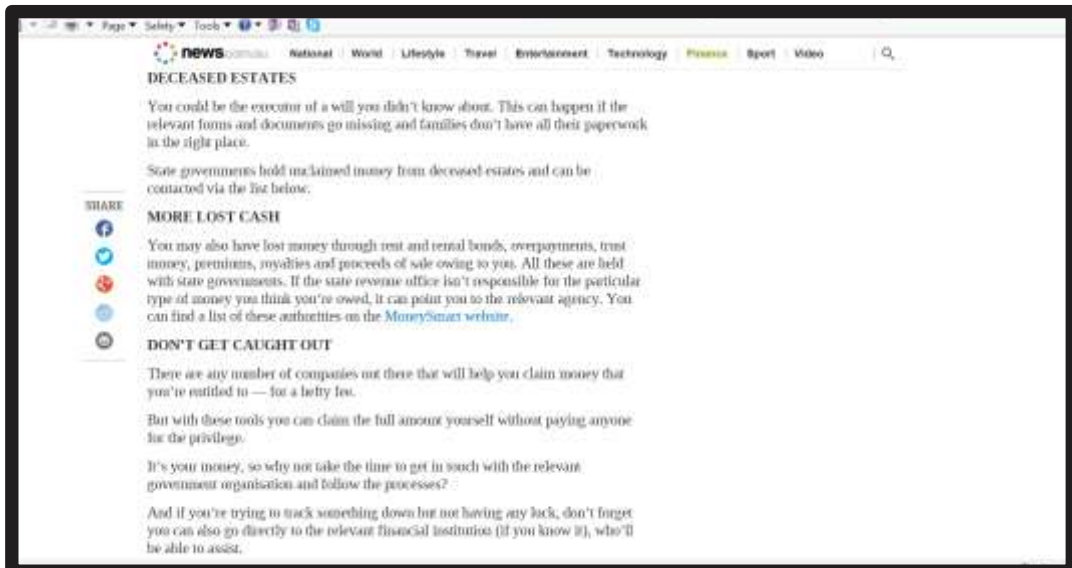 Page Safety Tools
news.com.au National World Lifestyle Travel Entertainment Technology Finance Sport Video
DECEASED ESTATES
You could be the executor of a will you didn't know about. This can happen if the
relevant forms and documents go missing and families don't have all their paperwork
in the right place.
State governments hold unclaimed money from deceased estates and can be
contacted via the list below.
SHARE
MORE LOST CASH
You may also have lost money through rent and rental bonds, overpayments, trust
money, premiums, royalties and proceeds of sale owing to you. All these are held
with state governments. If the state revenue office isn't responsible for the particular
type of money you think you're owed, it can point you to the relevant agency. You
can find a list of these authorities on the MoneySmart website.
DON'T GET CAUGHT OUT
There are any number of companies out there that will help you claim money that
you're entitled to — for a hefty fee.
But with these tools you can claim the full amount yourself without paying anyone
for the privilege.
It's your money, so why not take the time to get in touch with the relevant
government organisation and follow the processes?
And if you're trying to track something down but not having any luck, don't forget
you can also go directly to the relevant financial institution (if you know it), who'll
be able to assist.